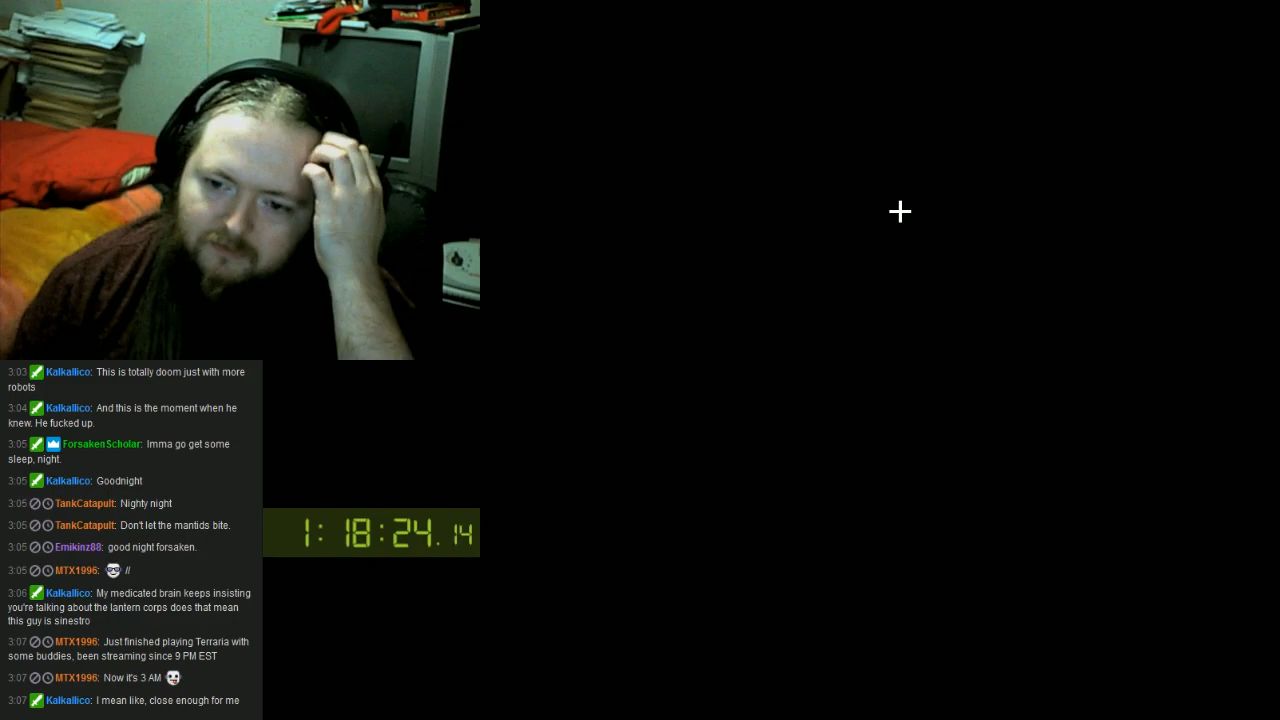 3:03 Kalkallico: This is totally doom just with more
robots
3:04 Kalkallico: And this is the moment when he
knew. He fucked up.
3:05 ForsakenScholar: Imma go get some
sleep, night.
3:05 Kalkallico: Goodnight
3:05 TankCatapult: Nighty night
3:05 TankCatapult: Don't let the mantids bite.
3:05 Emikinz88: good night forsaken.
3:05 MTX1996: //
3:06 Kalkallico: My medicated brain keeps insisting
you're talking about the lantern corps does that mean
this guy is sinestro
3:07 MTX1996: Just finished playing Terraria with
some buddies, been streaming since 9 PM EST
3:07 MTX1996: Now it's 3 AM
3:07 Kalkallico: I mean like, close enough for me
1:18:24.14